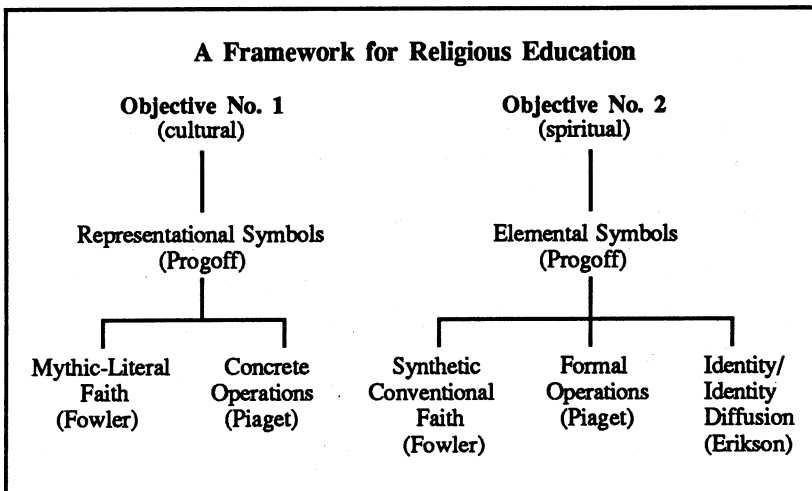 A Framework for Religious Education
Objective No. 1
(cultural)
Objective No. 2
(spiritual)
Representational Symbols
(Progoff)
Elemental Symbols
(Progoff)
Mythic-Literal
Faith
(Fowler)
Concrete
Operations
(Piaget)
Synthetic
Conventional
Faith
(Fowler)
Formal
Operations
(Piaget)
Identity/
Identity
Diffusion
(Erikson)